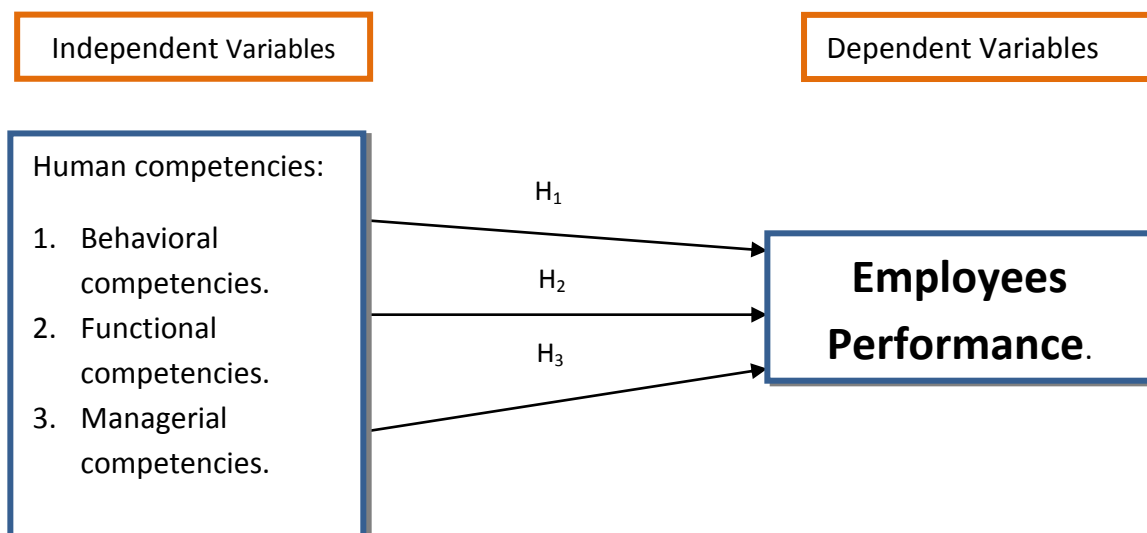 Independent Variables
Dependent Variables
Human competencies:
1. Behavioral
competencies.
2. Functional
competencies.
3. Managerial
competencies.
H₁
H₂
H₃
Employees
Performance.